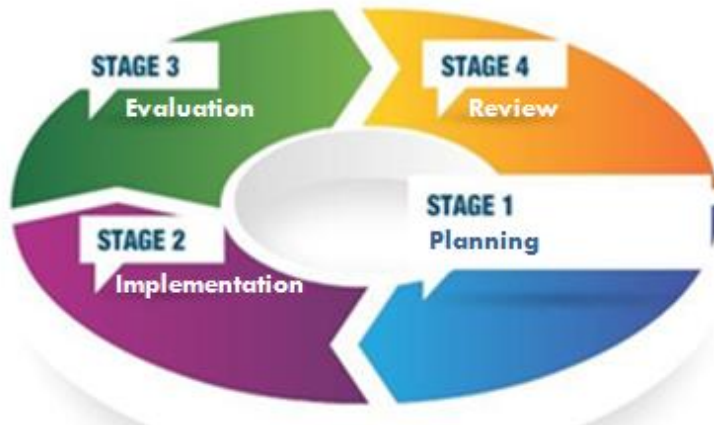 STAGE 3
Evaluation
STAGE 4
Review
STAGE 1
Planning
STAGE 2
Implementation